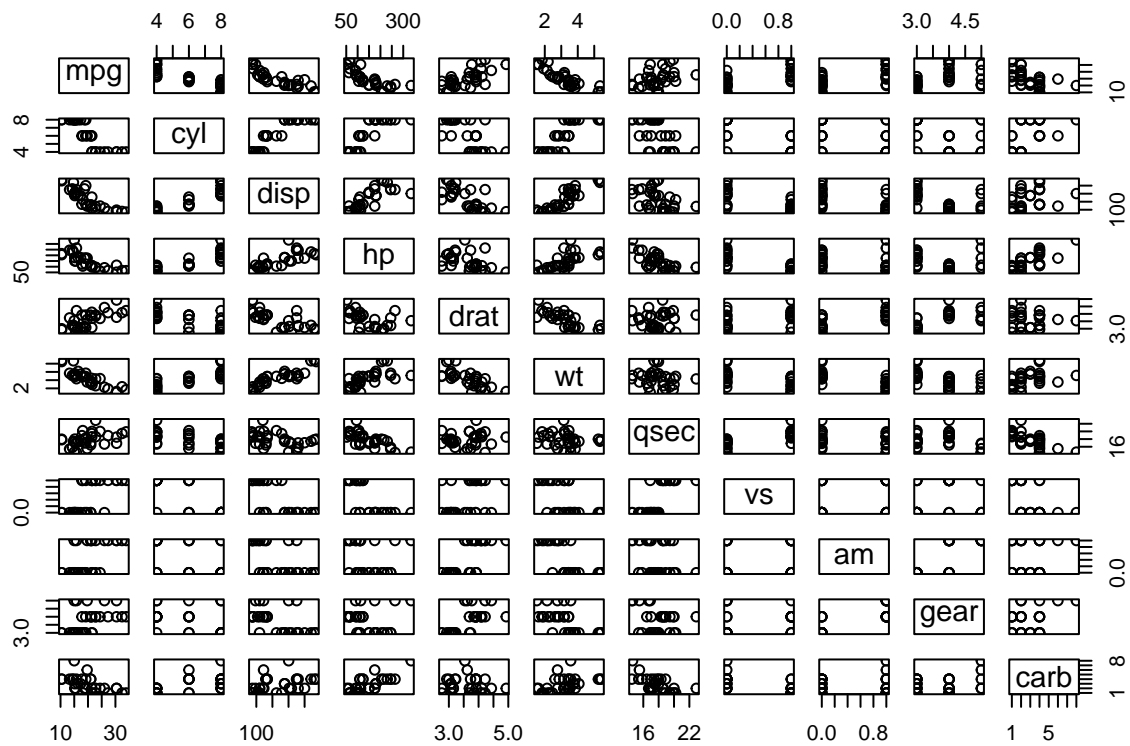 4 6 8 50 300 2 4 0.0 1.0 3.0 4.5
mpg 10
8 4 cyl
disp 100
50 hp
drat 3.0
2 wt
qsec 16
0.0 vs
am 0.0
3.0 gear
carb 8 1
10 30 100 3.0 5.0 16 22 0.0 0.8 1 5